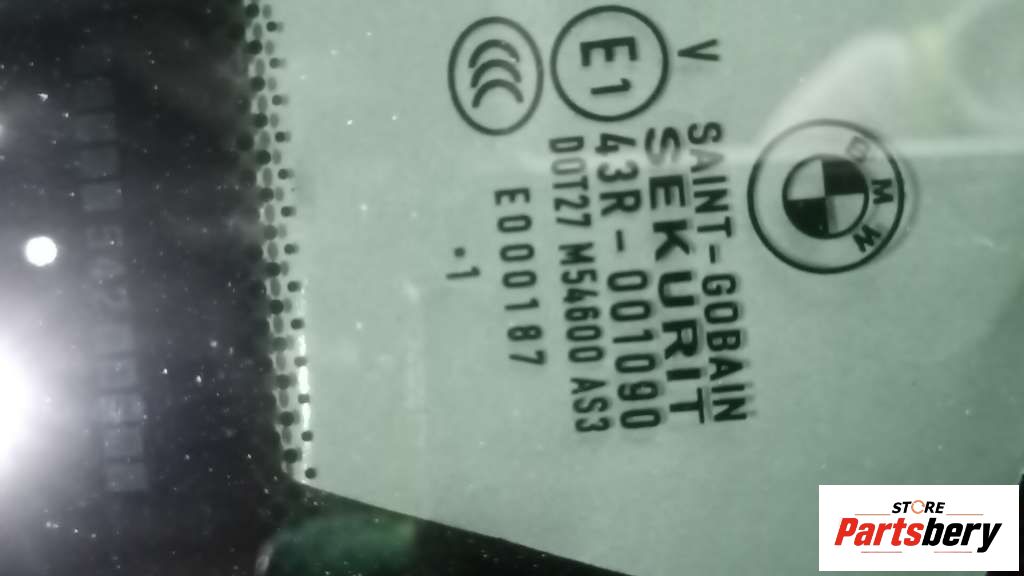 BMW
V
SAINT-GOBAIN
SEKURIT
E1
43R-001090
DOT27 M54600 AS3
E000187
.1
STORE
Partsbery